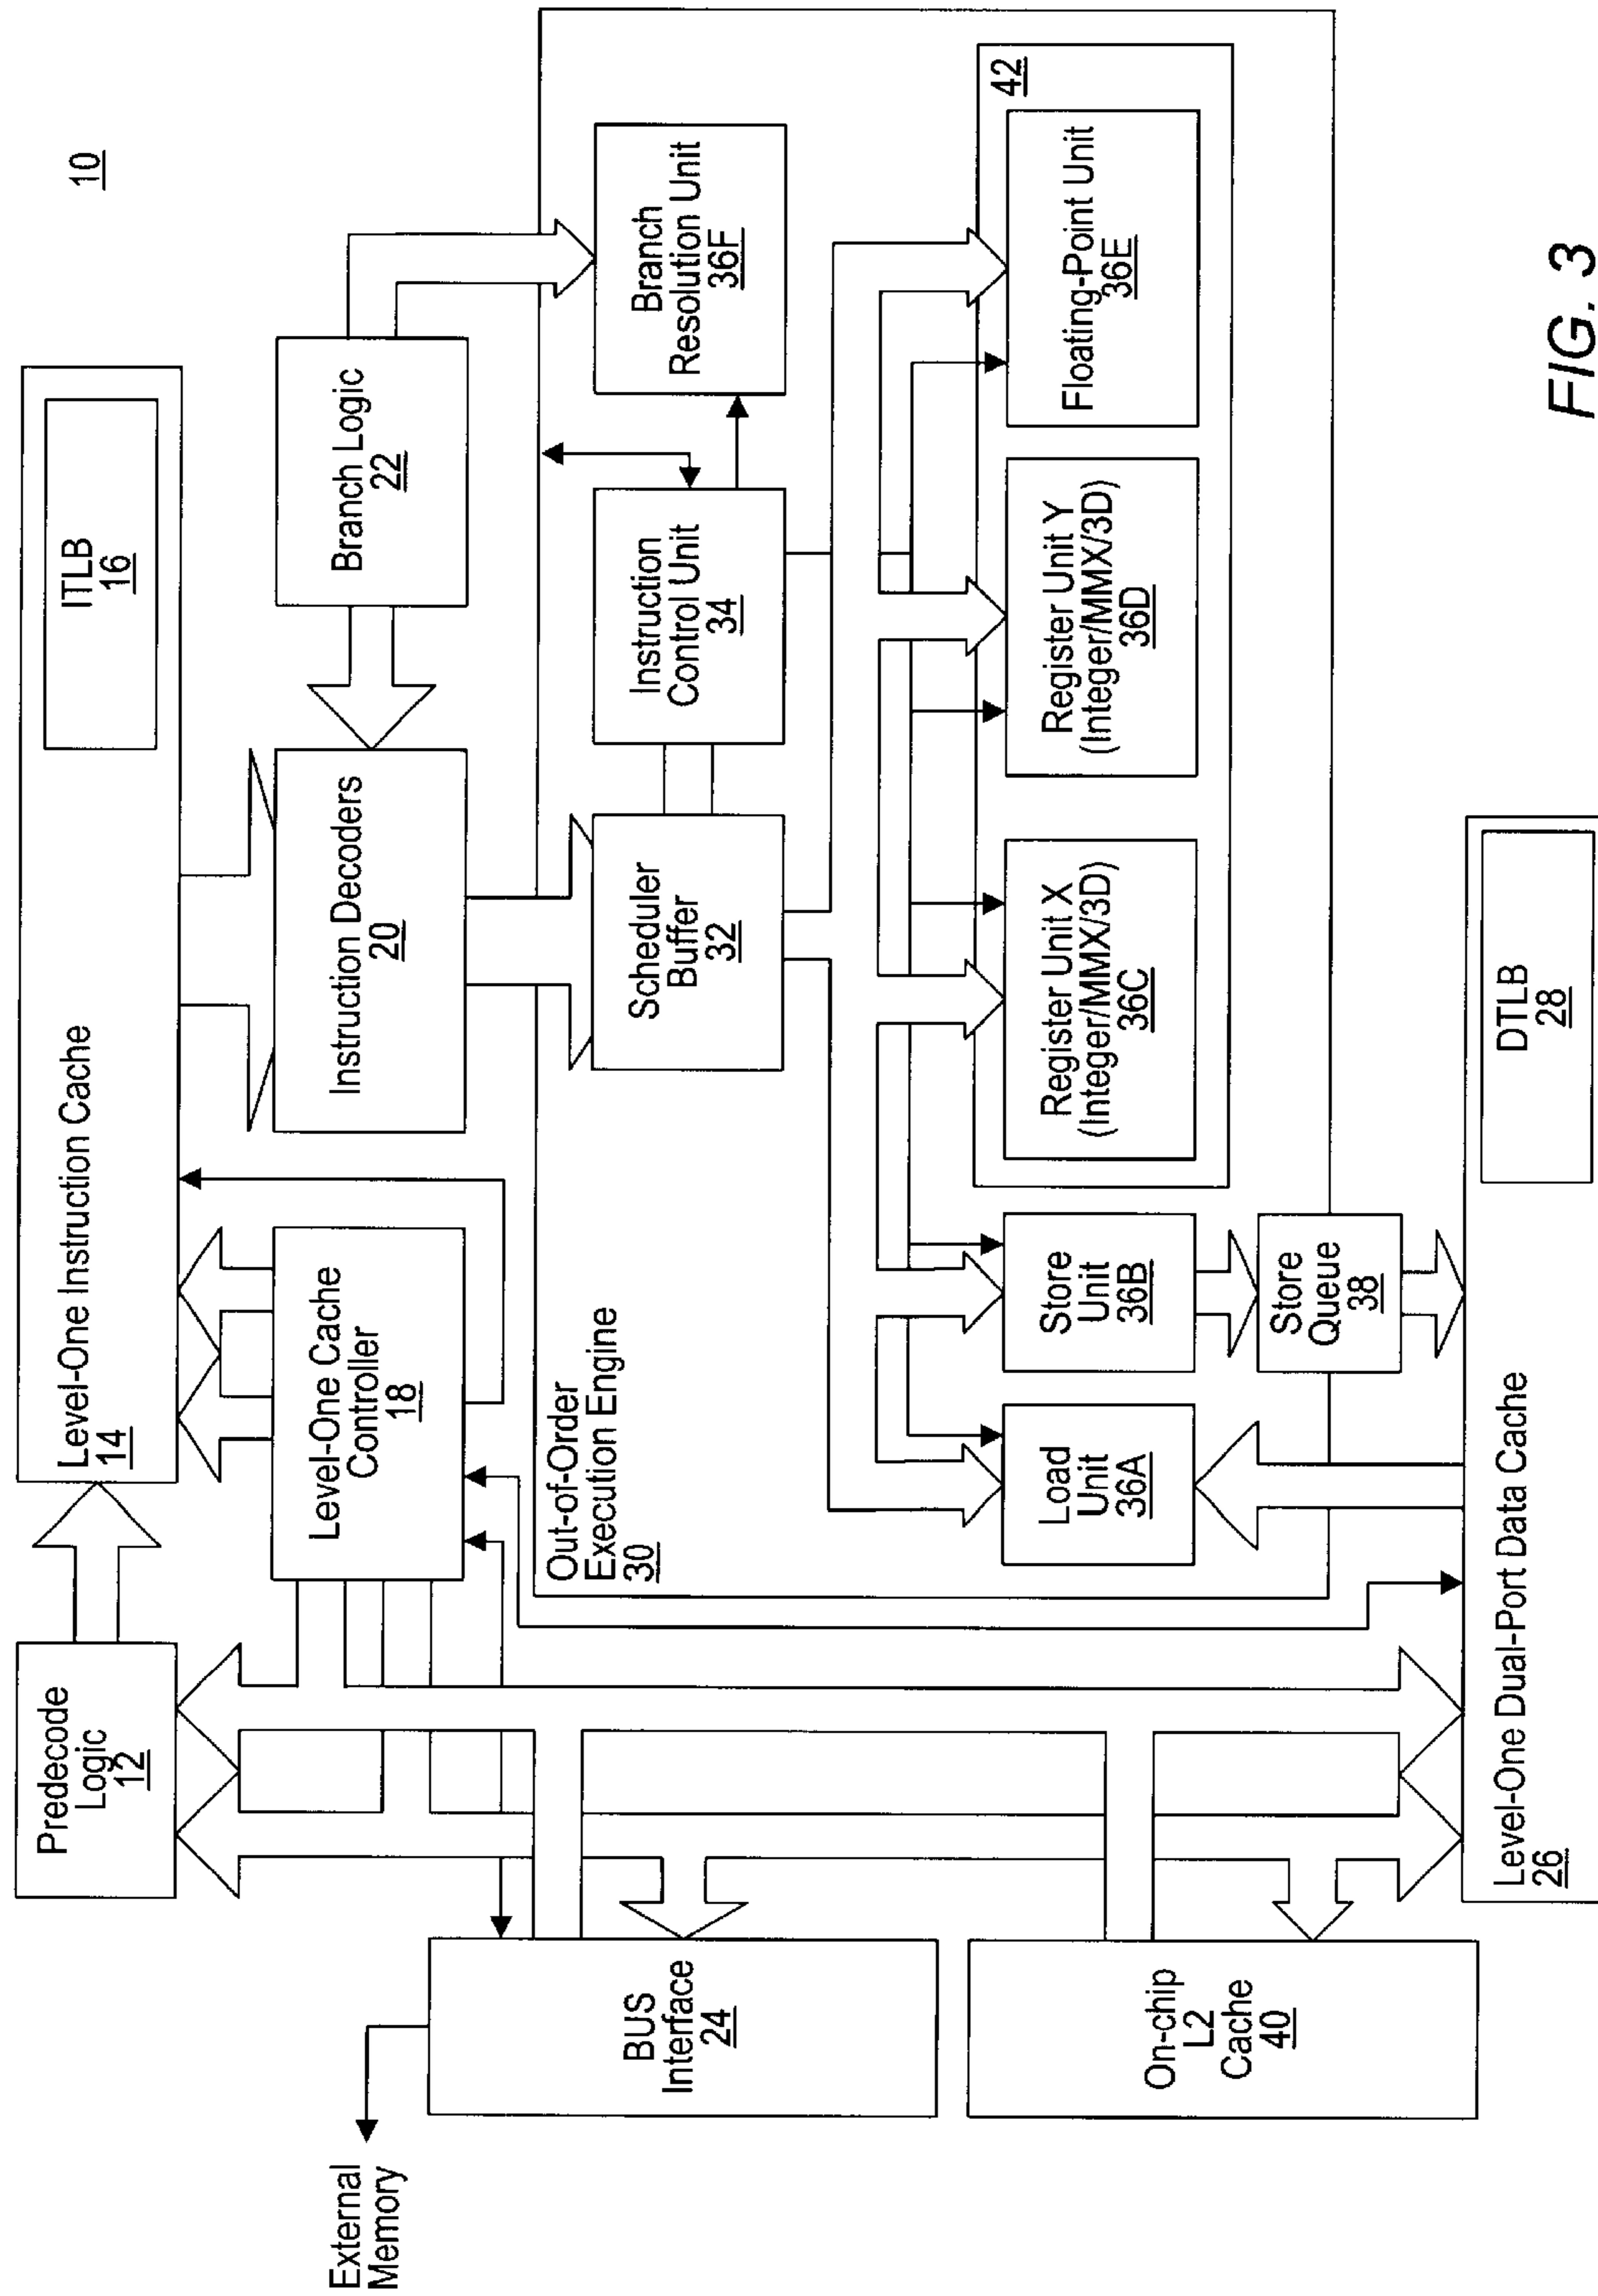 10
Predecode
Logic
12
Level-One Instruction Cache
14
ITLB
16
Level-One Cache
Controller
18
Instruction Decoders
20
Branch Logic
22
External
Memory
BUS
Interface
24
Out-of-Order
Execution Engine
30
Scheduler
Buffer
32
Instruction
Control Unit
34
Branch
Resolution Unit
36F
42
On-chip
L2
Cache
40
Load
Unit
36A
Store
Unit
36B
Register Unit X
(Integer/MMX/3D)
36C
Register Unit Y
(Integer/MMX/3D)
36D
Floating-Point Unit
36E
Store
Queue
38
Level-One Dual-Port Data Cache
26
DTLB
28
FIG. 3